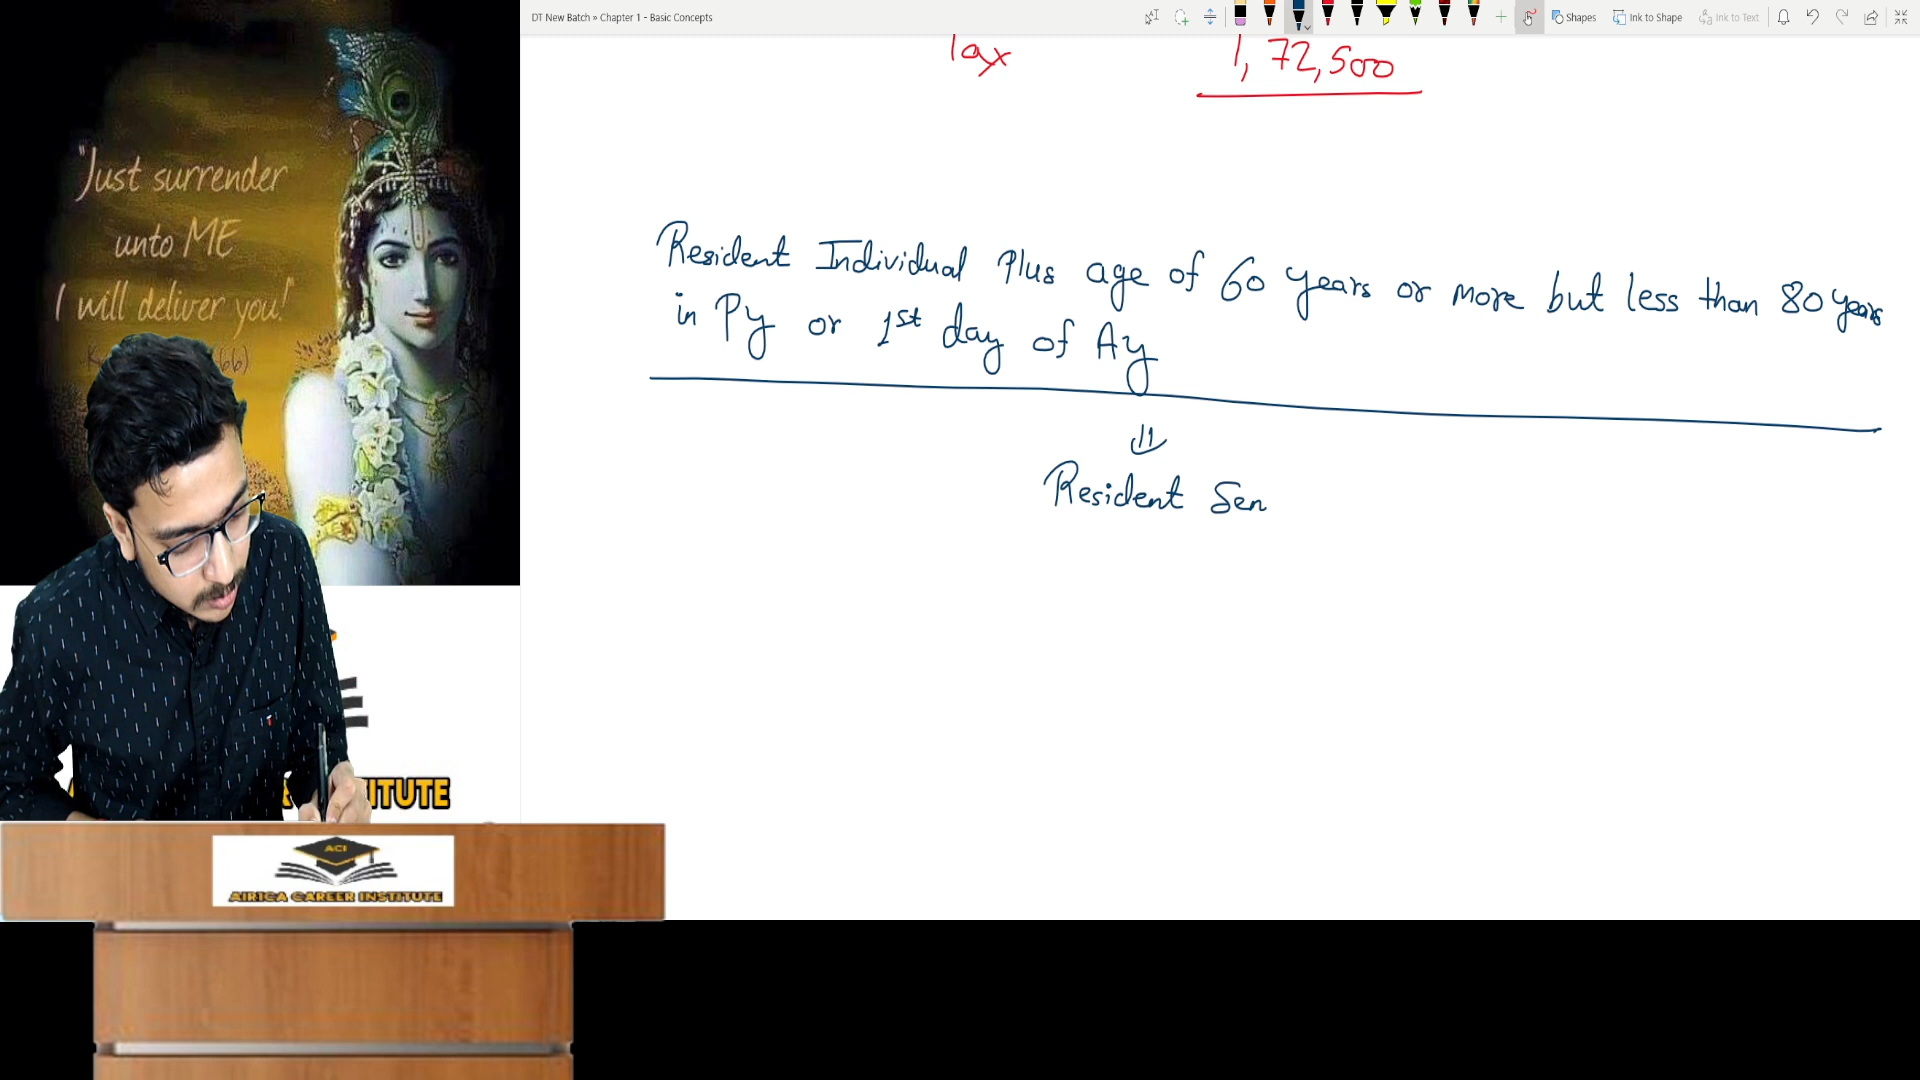 DT New Batch » Chapter 1 - Basic Concepts
Shapes
Ink to Shape
Ink to Text
Tax 1,72,500
"Just surrender
unto ME
I will deliver you!"
66)
Resident Individual Plus age of 60 years or more but less than 80 years
in Py or 1st day of Ay
Resident Sen
ITUTE
ACI
AIRICA CAREER INSTITUTE